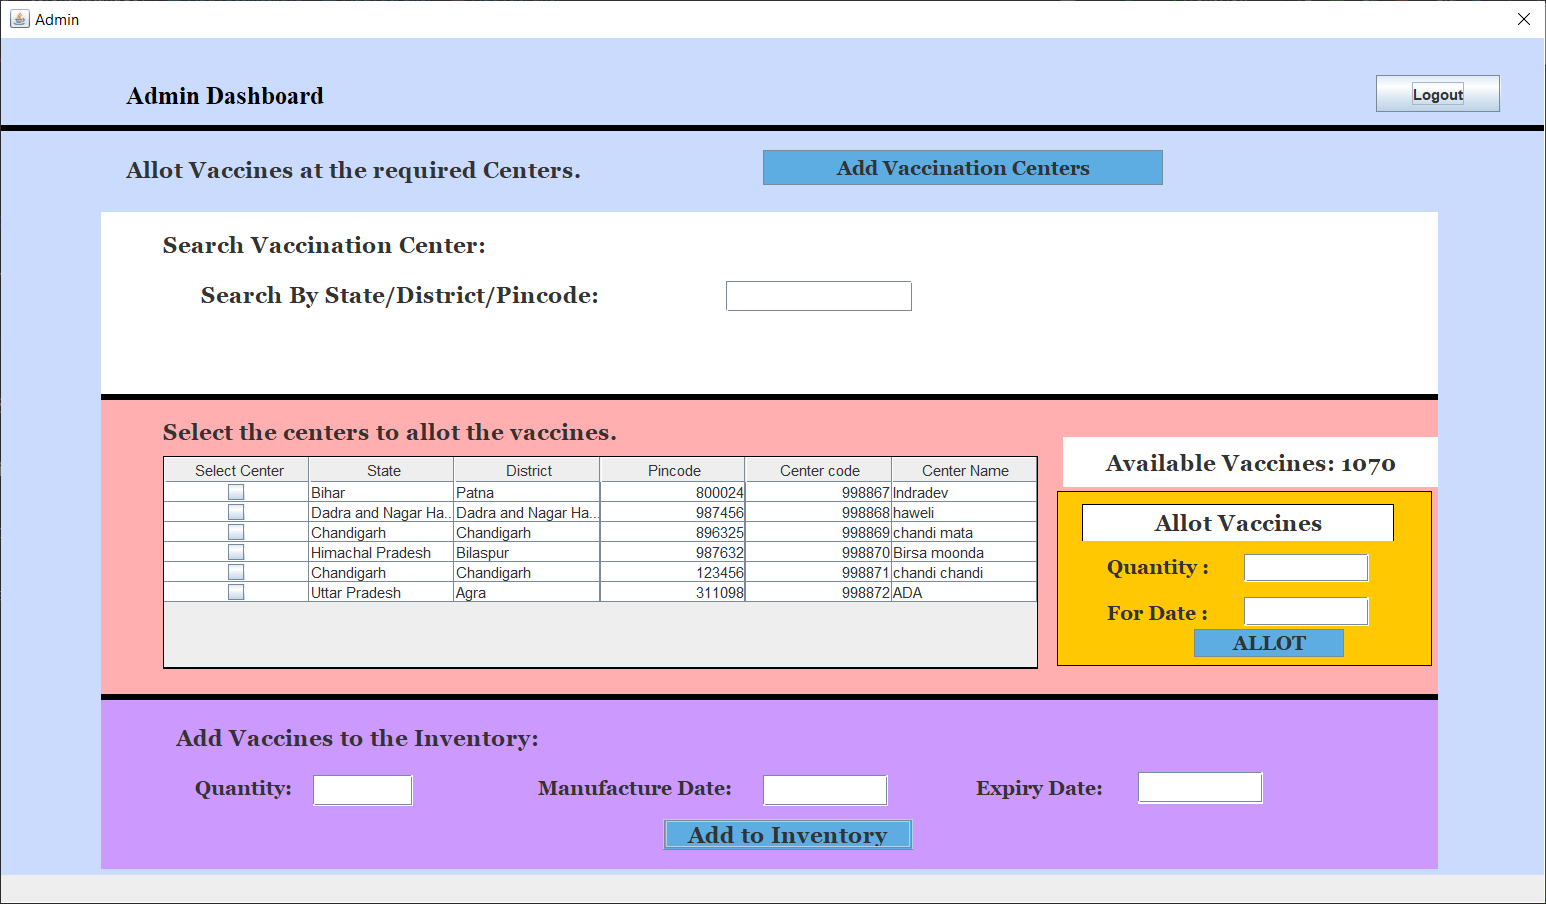 Admin
Admin Dashboard
Logout
Allot Vaccines at the required Centers.
Add Vaccination Centers
Search Vaccination Center:
Search By State/District/Pincode:
Select the centers to allot the vaccines.
Select Center State District Pincode Center code Center Name
Bihar Patna 800024 998867 Indradev
Dadra and Nagar Ha... Dadra and Nagar Ha... 987456 998868 haweli
Chandigarh Chandigarh 896325 998869 chandi mata
Himachal Pradesh Bilaspur 987632 998870 Birsa moonda
Chandigarh Chandigarh 123456 998871 chandi chandi
Uttar Pradesh Agra 311098 998872 ADA
Available Vaccines: 1070
Allot Vaccines
Quantity :
For Date :
ALLOT
Add Vaccines to the Inventory:
Quantity: Manufacture Date: Expiry Date:
Add to Inventory